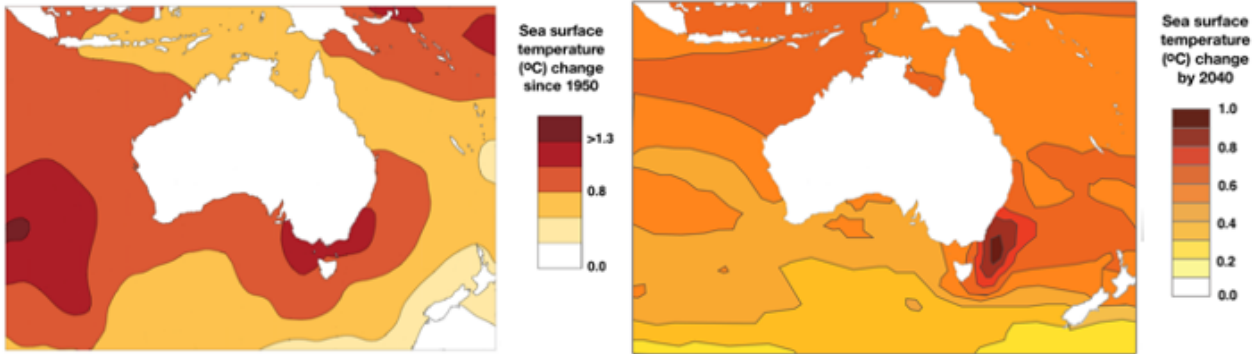 Sea surface
temperature
(ºC) change
since 1950
>1.3
0.8
0.0
Sea surface
temperature
(ºC) change
by 2040
1.0
0.8
0.6
0.4
0.2
0.0